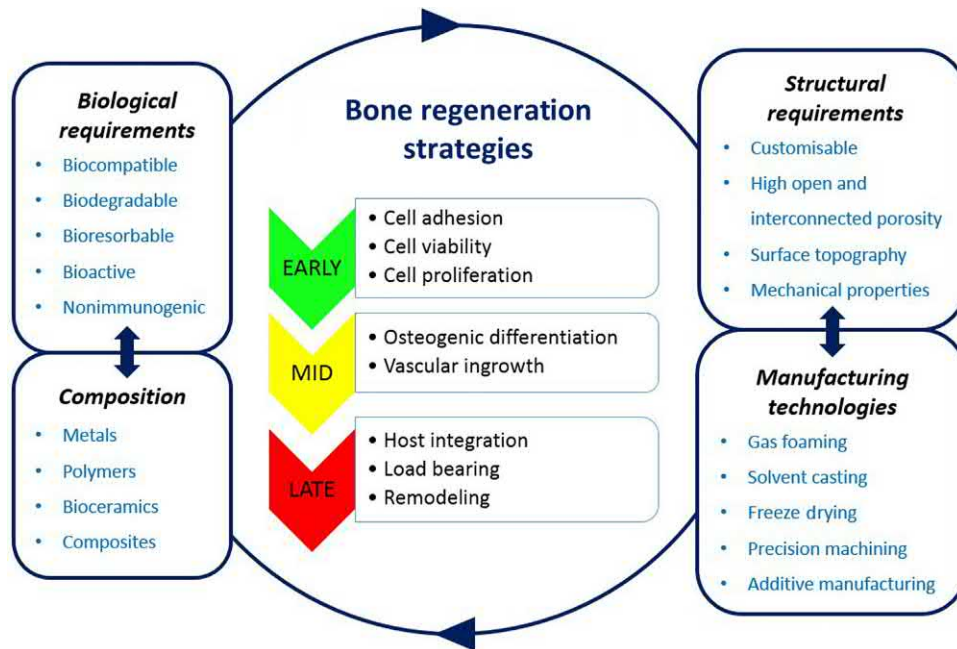 Bone regeneration
strategies
Biological
requirements
• Biocompatible
• Biodegradable
• Bioresorbable
• Bioactive
• Nonimmunogenic
Composition
• Metals
• Polymers
• Bioceramics
• Composites
EARLY
• Cell adhesion
• Cell viability
• Cell proliferation
MID
• Osteogenic differentiation
• Vascular ingrowth
LATE
• Host integration
• Load bearing
• Remodeling
Structural
requirements
• Customisable
• High open and
interconnected porosity
• Surface topography
• Mechanical properties
Manufacturing
technologies
• Gas foaming
• Solvent casting
• Freeze drying
• Precision machining
• Additive manufacturing